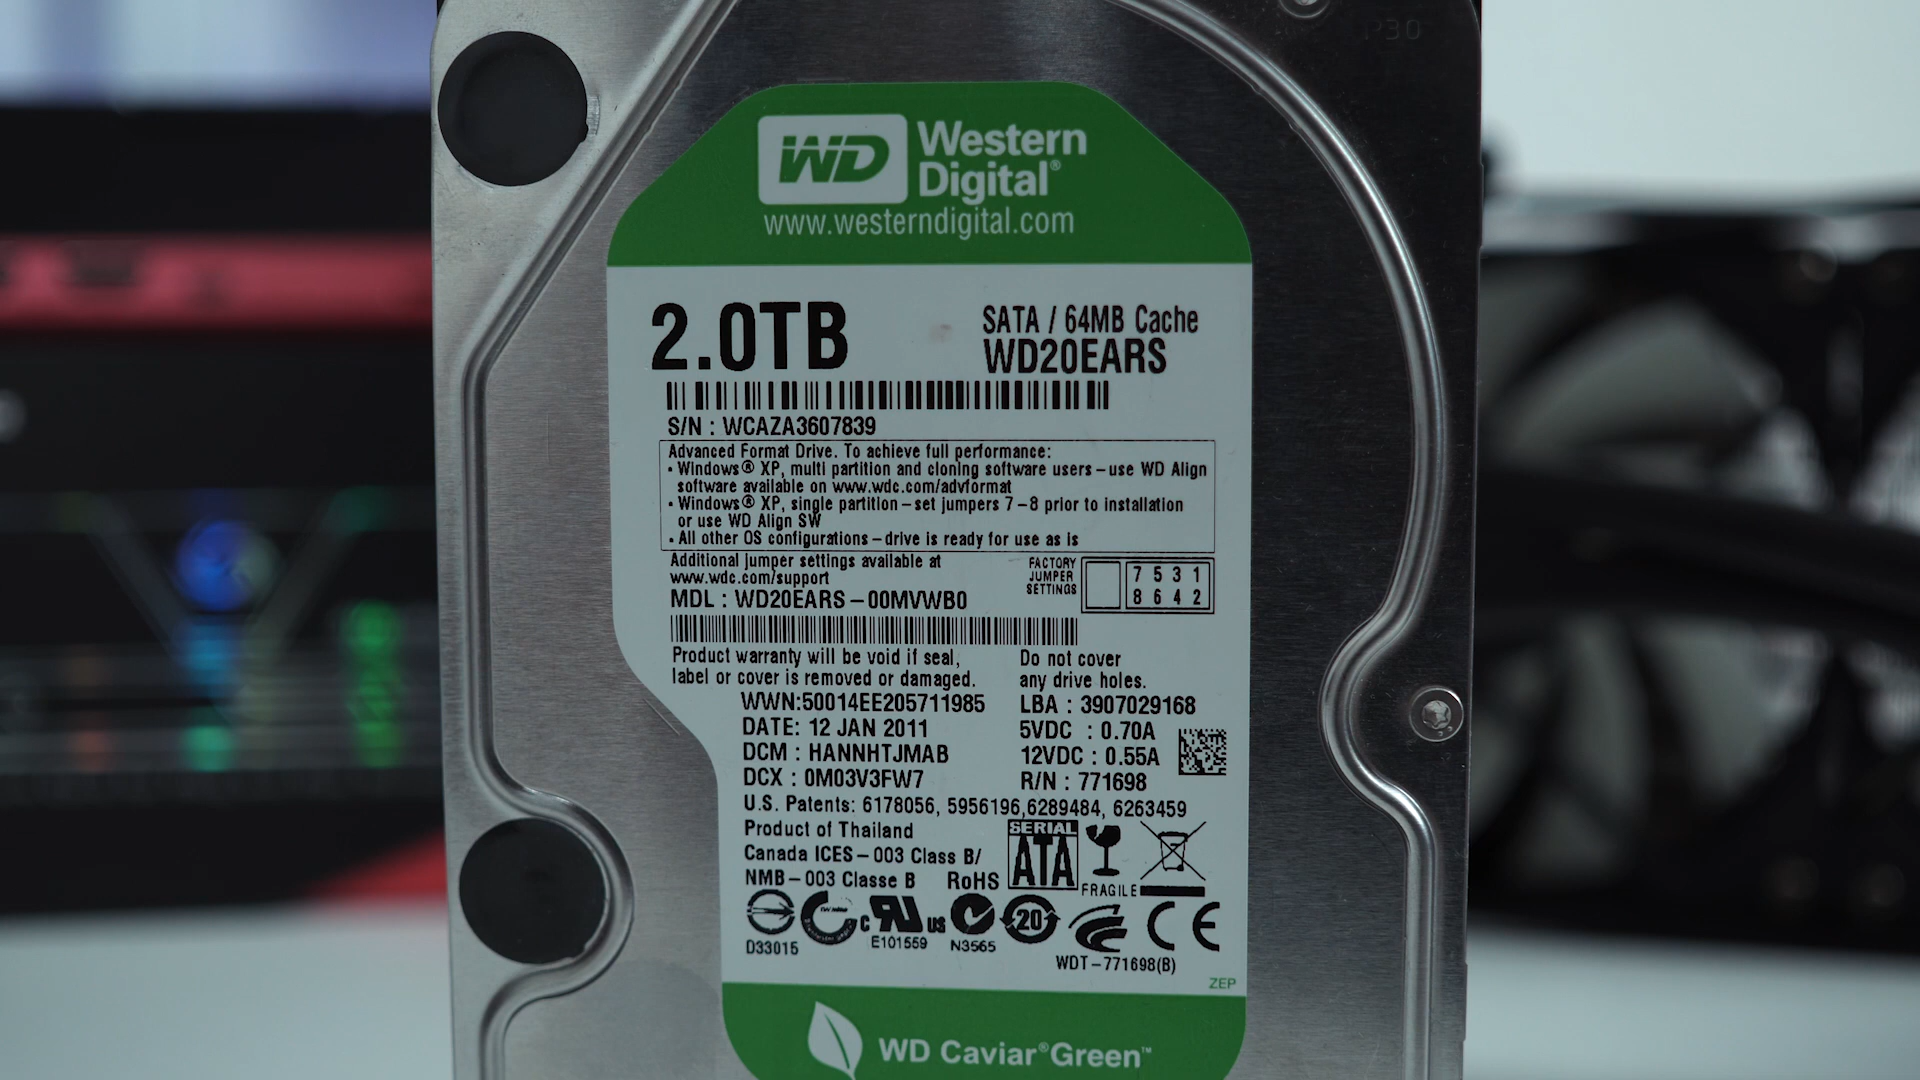 P30
WD Western
Digital®
www.westerndigital.com
2.0TB
SATA / 64MB Cache
WD20EARS
S/N : WCAZA3607839
Advanced Format Drive. To achieve full performance:
• Windows® XP, multi partition and cloning software users – use WD Align
software available on www.wdc.com/advformat
• Windows® XP, single partition – set jumpers 7 – 8 prior to installation
or use WD Align SW
• All other OS configurations – drive is ready for use as is
Additional jumper settings available at
www.wdc.com/support
MDL : WD20EARS – 00MVWB0
FACTORY
JUMPER
SETTINGS
7 5 3 1
8 6 4 2
Product warranty will be void if seal,
label or cover is removed or damaged.
Do not cover
any drive holes.
WWN:50014EE205711985
DATE: 12 JAN 2011
DCM : HANNHTJMAB
DCX : 0M03V3FW7
LBA : 3907029168
5VDC : 0.70A
12VDC : 0.55A
R/N : 771698
U.S. Patents: 6178056, 5956196,6289484, 6263459
Product of Thailand
Canada ICES – 003 Class B/
NMB – 003 Classe B RoHS
SERIAL
ATA
FRAGILE
D33015
c UL us
E101559
N3565
20
CE
WDT – 771698(B)
ZEP
WD Caviar® Green™